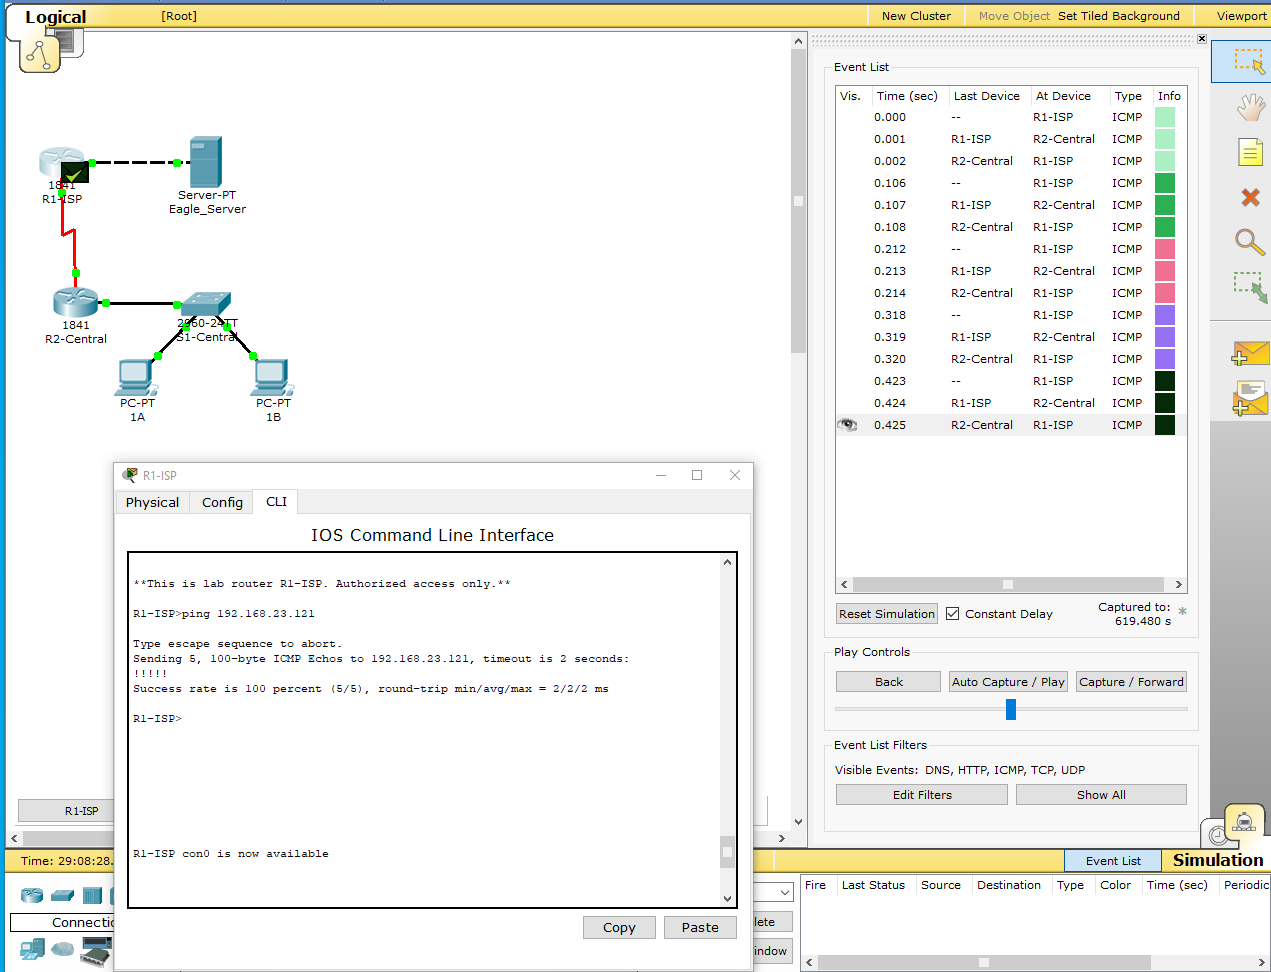 Logical
[Root]
New Cluster
Move Object
Set Tiled Background
Viewport
1841
R1-ISP
Server-PT
Eagle_Server
1841
R2-Central
2960-24TT
S1-Central
PC-PT
1A
PC-PT
1B
Event List
Vis. Time (sec) Last Device At Device Type Info
0.000 -- R1-ISP ICMP
0.001 R1-ISP R2-Central ICMP
0.002 R2-Central R1-ISP ICMP
0.106 -- R1-ISP ICMP
0.107 R1-ISP R2-Central ICMP
0.108 R2-Central R1-ISP ICMP
0.212 -- R1-ISP ICMP
0.213 R1-ISP R2-Central ICMP
0.214 R2-Central R1-ISP ICMP
0.318 -- R1-ISP ICMP
0.319 R1-ISP R2-Central ICMP
0.320 R2-Central R1-ISP ICMP
0.423 -- R1-ISP ICMP
0.424 R1-ISP R2-Central ICMP
0.425 R2-Central R1-ISP ICMP
Reset Simulation
Constant Delay
Captured to:
619.480 s
*
Play Controls
Back
Auto Capture / Play
Capture / Forward
Event List Filters
Visible Events: DNS, HTTP, ICMP, TCP, UDP
Edit Filters
Show All
R1-ISP
Physical
Config
CLI
IOS Command Line Interface
**This is lab router R1-ISP. Authorized access only.**
R1-ISP>ping 192.168.23.121
Type escape sequence to abort.
Sending 5, 100-byte ICMP Echos to 192.168.23.121, timeout is 2 seconds:
!!!!!
Success rate is 100 percent (5/5), round-trip min/avg/max = 2/2/2 ms
R1-ISP>
R1-ISP con0 is now available
Copy
Paste
R1-ISP
Time: 29:08:28.
Event List
Simulation
Connectio
lete
indow
Fire Last Status Source Destination Type Color Time (sec) Periodic